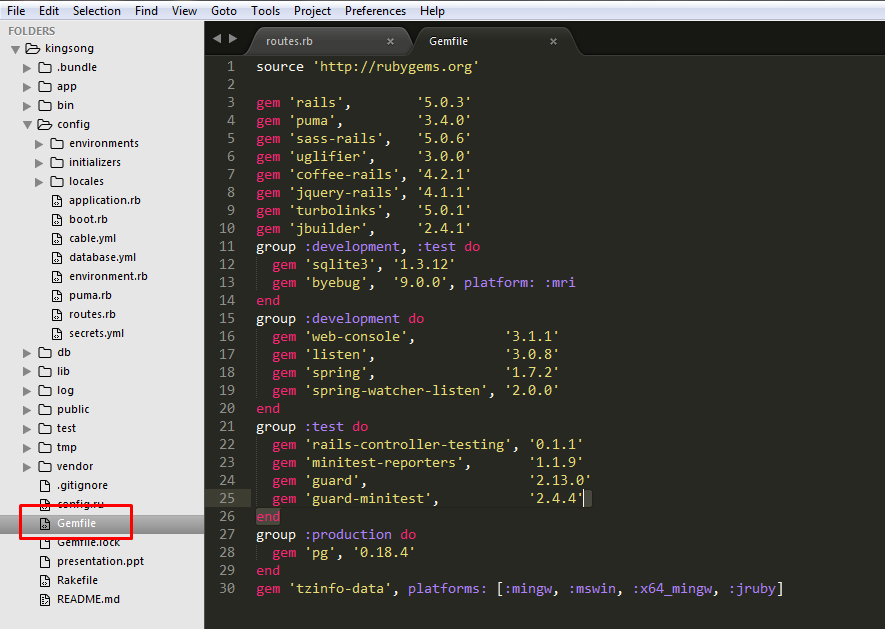 File Edit Selection Find View Goto Tools Project Preferences Help
FOLDERS
kingsong
.bundle
app
bin
config
environments
initializers
locales
application.rb
boot.rb
cable.yml
database.yml
environment.rb
puma.rb
routes.rb
secrets.yml
db
lib
log
public
test
tmp
vendor
.gitignore
config.ru
Gemfile
Gemfile.lock
presentation.ppt
Rakefile
README.md
routes.rb × Gemfile ×
1 source 'http://rubygems.org'
2
3 gem 'rails',        '5.0.3'
4 gem 'puma',         '3.4.0'
5 gem 'sass-rails',   '5.0.6'
6 gem 'uglifier',     '3.0.0'
7 gem 'coffee-rails', '4.2.1'
8 gem 'jquery-rails', '4.1.1'
9 gem 'turbolinks',   '5.0.1'
10 gem 'jbuilder',     '2.4.1'
11 group :development, :test do
12   gem 'sqlite3', '1.3.12'
13   gem 'byebug',  '9.0.0', platform: :mri
14 end
15 group :development do
16   gem 'web-console',           '3.1.1'
17   gem 'listen',                '3.0.8'
18   gem 'spring',                '1.7.2'
19   gem 'spring-watcher-listen', '2.0.0'
20 end
21 group :test do
22   gem 'rails-controller-testing', '0.1.1'
23   gem 'minitest-reporters',       '1.1.9'
24   gem 'guard',                    '2.13.0'
25   gem 'guard-minitest',           '2.4.4'
26 end
27 group :production do
28   gem 'pg', '0.18.4'
29 end
30 gem 'tzinfo-data', platforms: [:mingw, :mswin, :x64_mingw, :jruby]